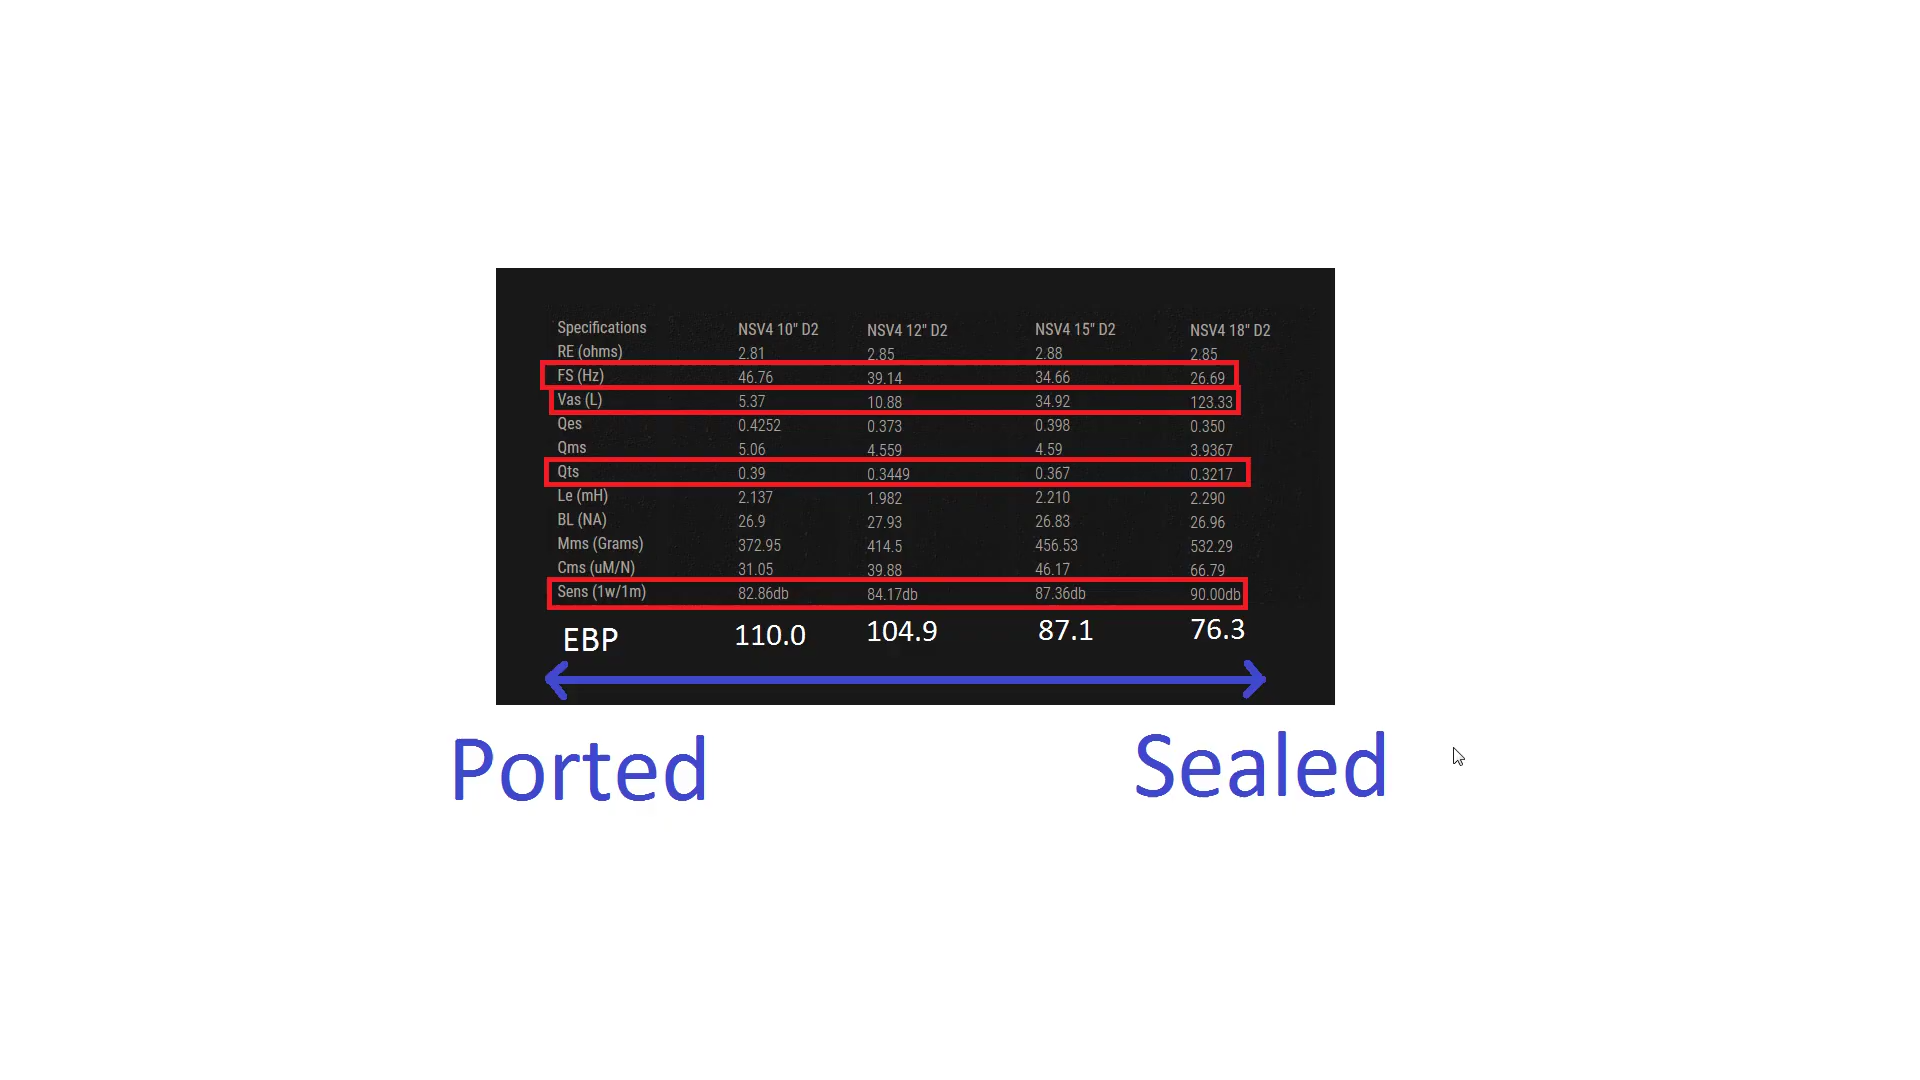 Specifications NSV4 10" D2 NSV4 12" D2 NSV4 15" D2 NSV4 18" D2
RE (ohms) 2.81 2.85 2.88 2.85
FS (Hz) 46.76 39.14 34.66 26.69
Vas (L) 5.37 10.88 34.92 123.33
Qes 0.4252 0.373 0.398 0.350
Qms 5.06 4.559 4.59 3.9367
Qts 0.39 0.3449 0.367 0.3217
Le (mH) 2.137 1.982 2.210 2.290
BL (NA) 26.9 27.93 26.83 26.96
Mms (Grams) 372.95 414.5 456.53 532.29
Cms (uM/N) 31.05 39.88 46.17 66.79
Sens (1w/1m) 82.86db 84.17db 87.36db 90.00db
EBP 110.0 104.9 87.1 76.3
Ported Sealed